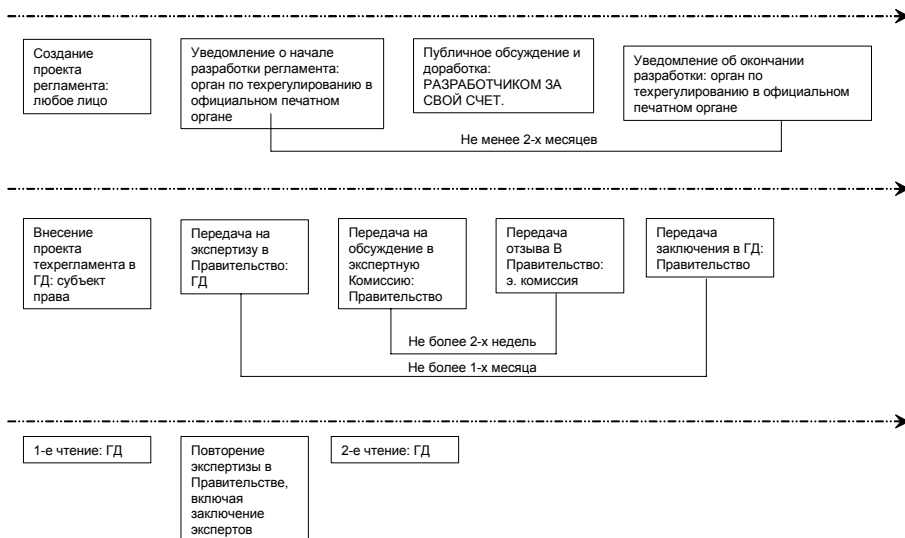 Создание
проекта
регламента:
любое лицо
Уведомление о начале
разработки регламента:
орган по техрегулированию в
официальном печатном
органе
Публичное обсуждение и
доработка:
РАЗРАБОТЧИКОМ ЗА
СВОЙ СЧЕТ.
Уведомление об окончании
разработки: орган по
техрегулированию в официальном
печатном органе
Не менее 2-х месяцев
Внесение
проекта
техрегламента в
ГД: субъект
права
Передача на
экспертизу в
Правительство:
ГД
Передача на
обсуждение в
экспертную
Комиссию:
Правительство
Передача
отзыва В
Правительство:
э. комиссия
Передача
заключения в ГД:
Правительство
Не более 2-х недель
Не более 1-х месяца
1-е чтение: ГД
Повторение
экспертизы в
Правительстве,
включая
заключение
экспертов
2-е чтение: ГД